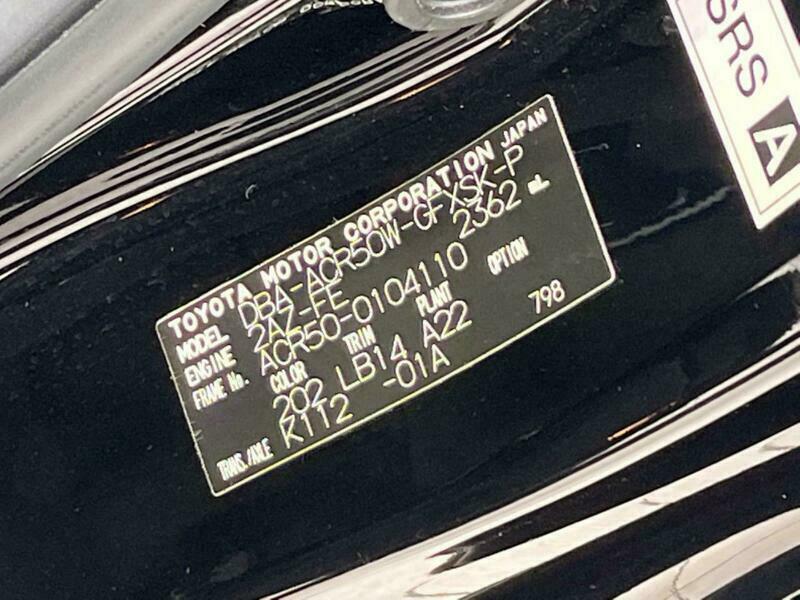 TOYOTA MOTOR CORPORATION JAPAN
MODEL DBA-ACR50W-GFXSK-P
ENGINE 2AZ-FE 2362 mL
FRAME No. ACR50-0104110
COLOR TRIM PLANT OPTION
202 LB14 A22
TRANS./AXLE K112 -01A 798
SRS A